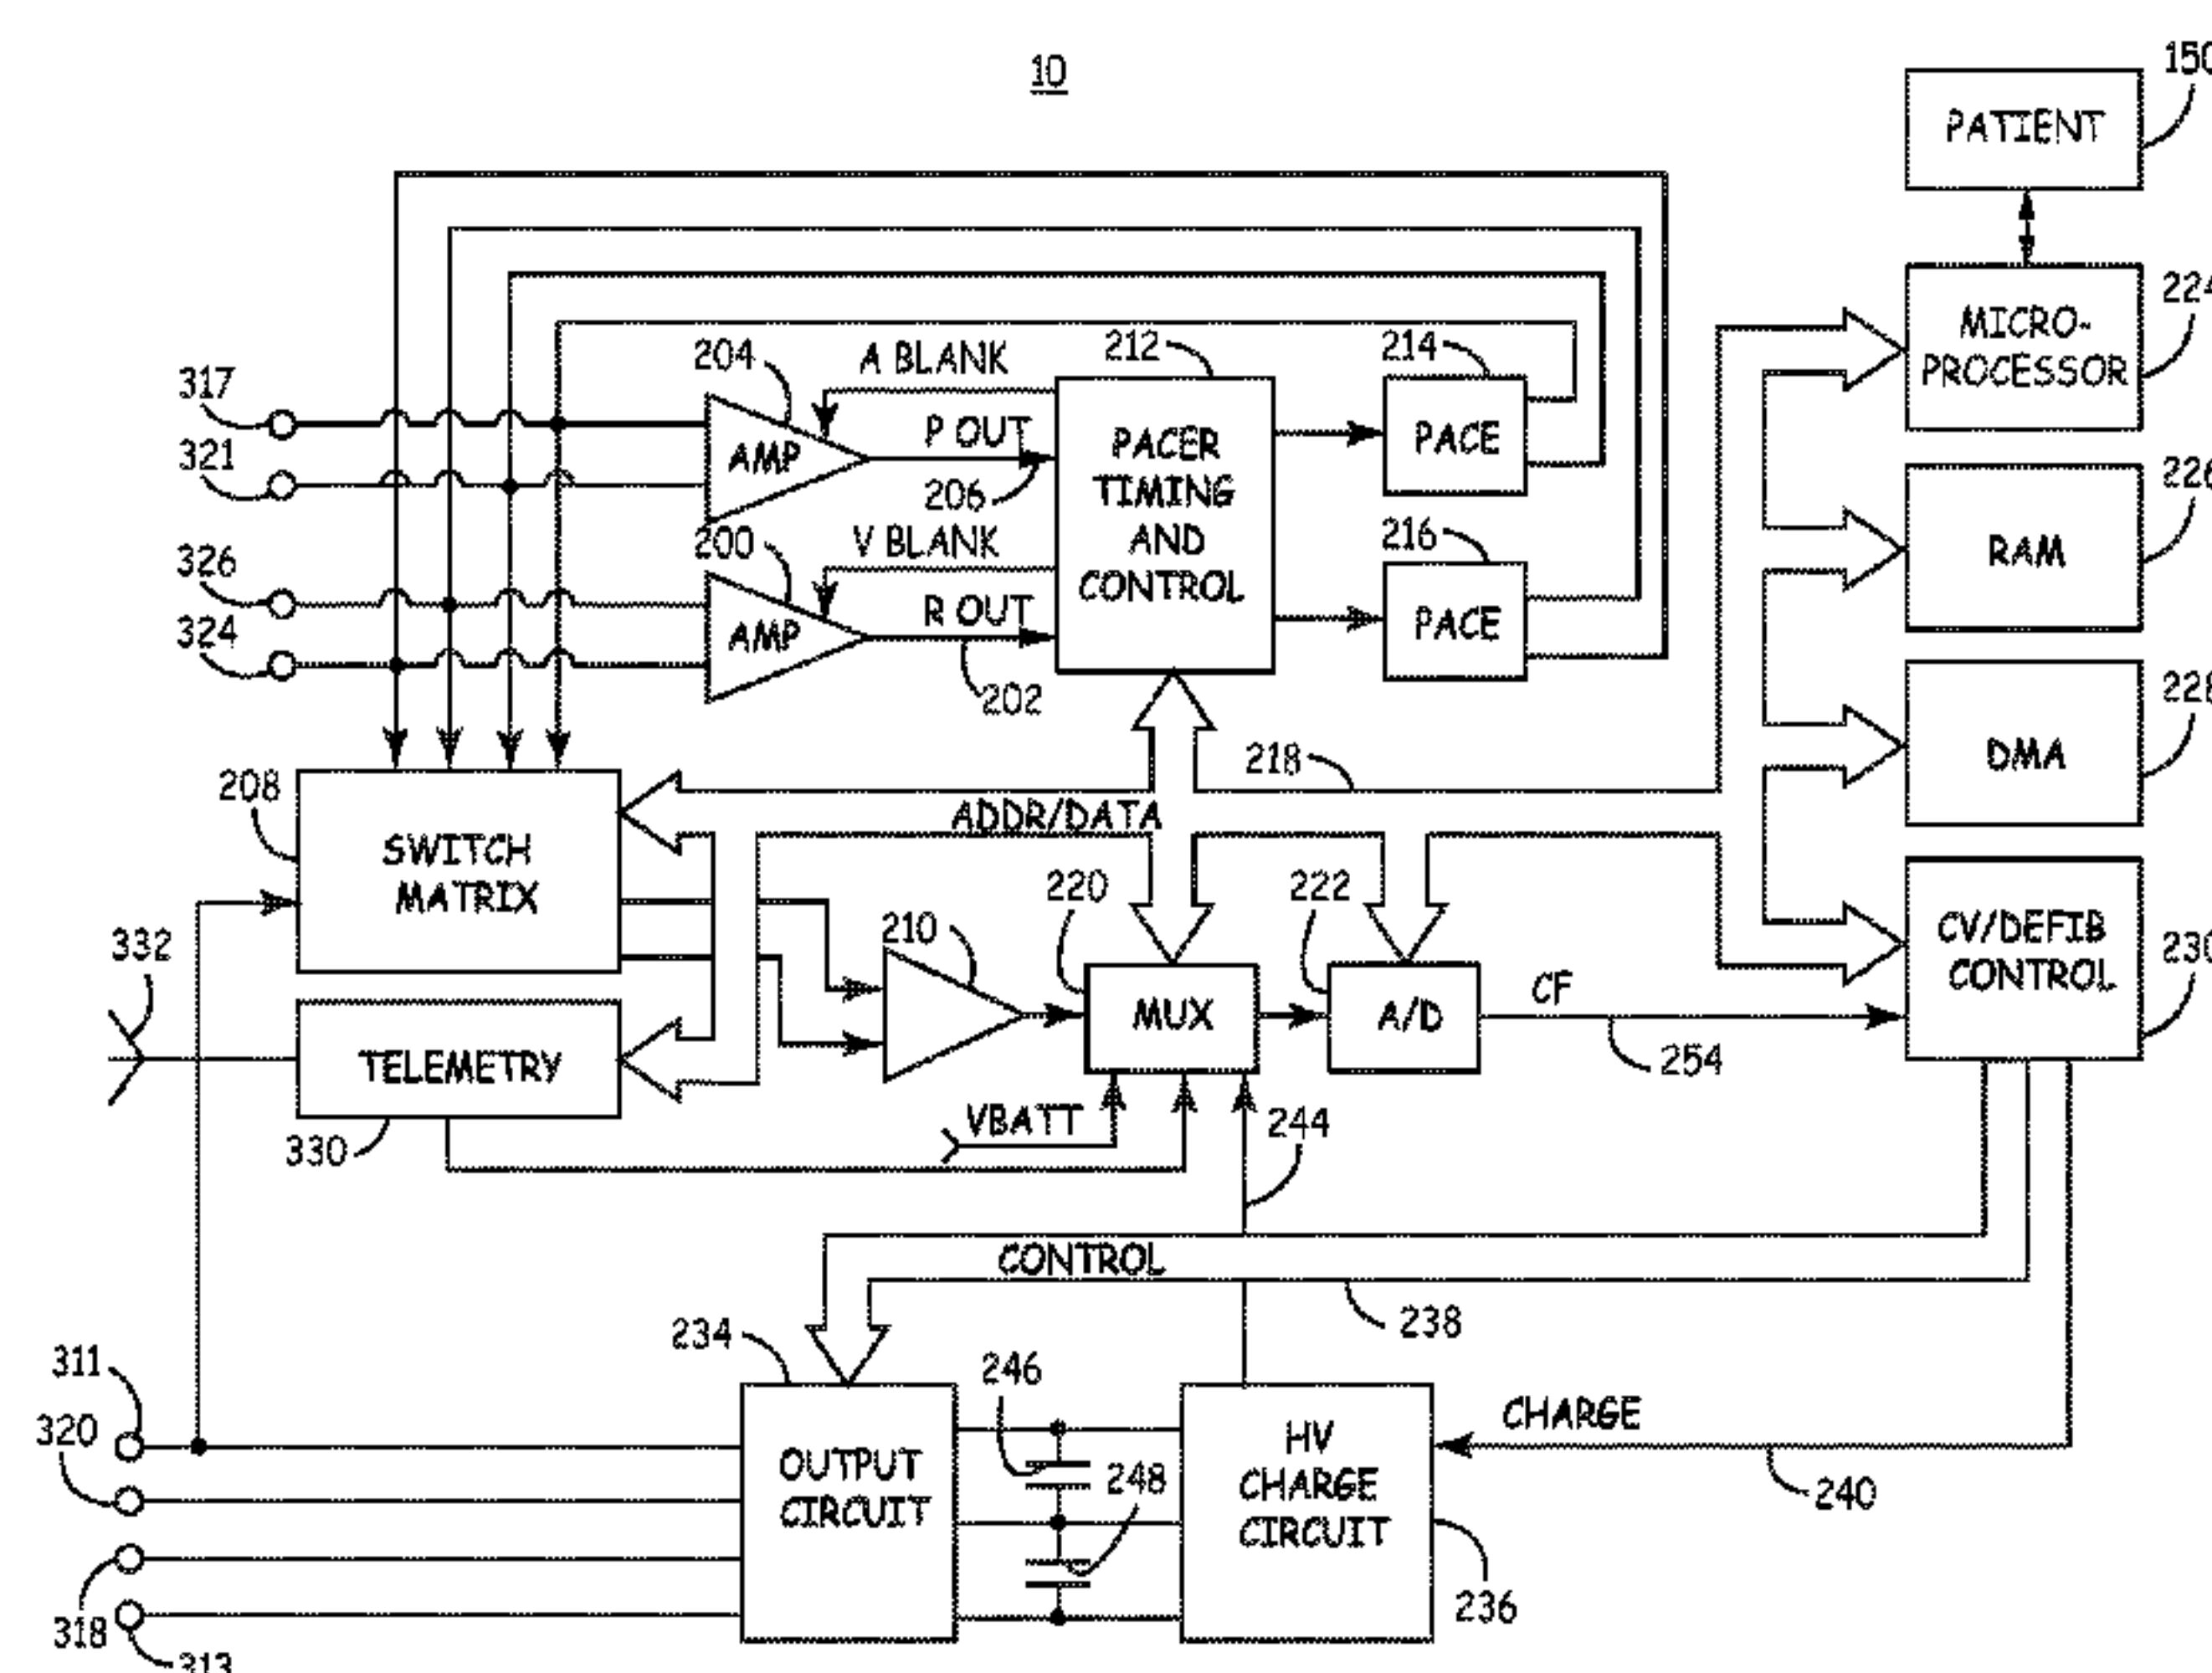 10
150
PATIENT
224
MICRO-
PROCESSOR
317
204
A BLANK
212
214
AMP
P OUT
206
PACER
TIMING
AND
CONTROL
PACE
321
200
V BLANK
216
226
RAM
326
324
AMP
R OUT
202
PACE
228
DMA
218
208
SWITCH
MATRIX
ADDR/DATA
220
222
210
332
MUX
A/D
CF
254
CV/DEFIB
CONTROL
230
TELEMETRY
330
VBATT
244
CONTROL
238
234
246
311
320
OUTPUT
CIRCUIT
248
HV
CHARGE
CIRCUIT
CHARGE
240
236
318
313